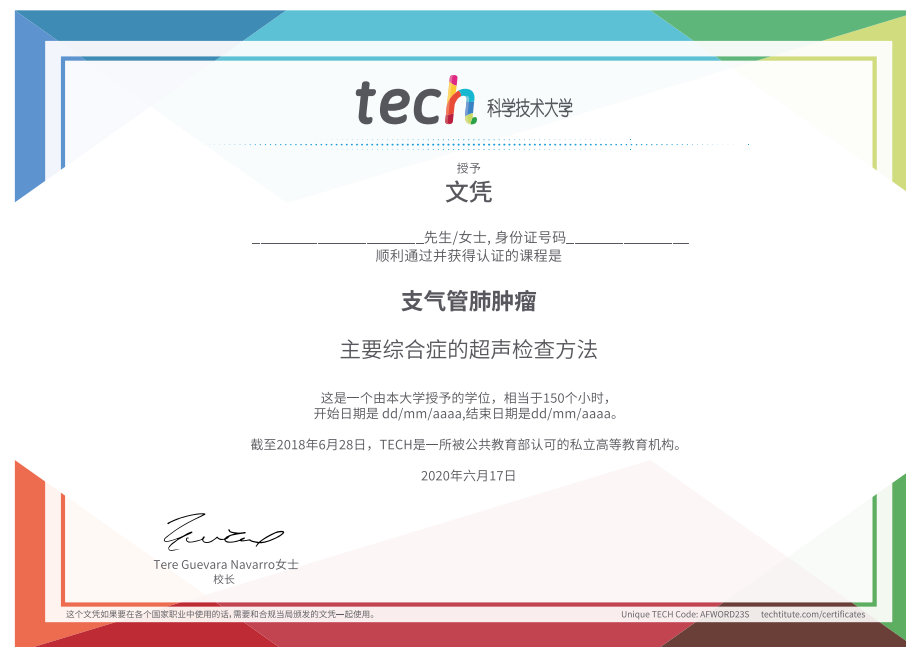 tech 科学技术大学
授予
文凭
________________________先生/女士, 身份证号码_________________
顺利通过并获得认证的课程是
支气管肺肿瘤
主要综合症的超声检查方法
这是一个由本大学授予的学位，相当于150个小时，
开始日期是 dd/mm/aaaa,结束日期是dd/mm/aaaa。
截至2018年6月28日，TECH是一所被公共教育部认可的私立高等教育机构。
2020年六月17日
Tere Guevara Navarro女士
校长
这个文凭如果要在各个国家职业中使用的话, 需要和合规当局颁发的文凭一起使用。
Unique TECH Code: AFWORD23S techtitute.com/certificates